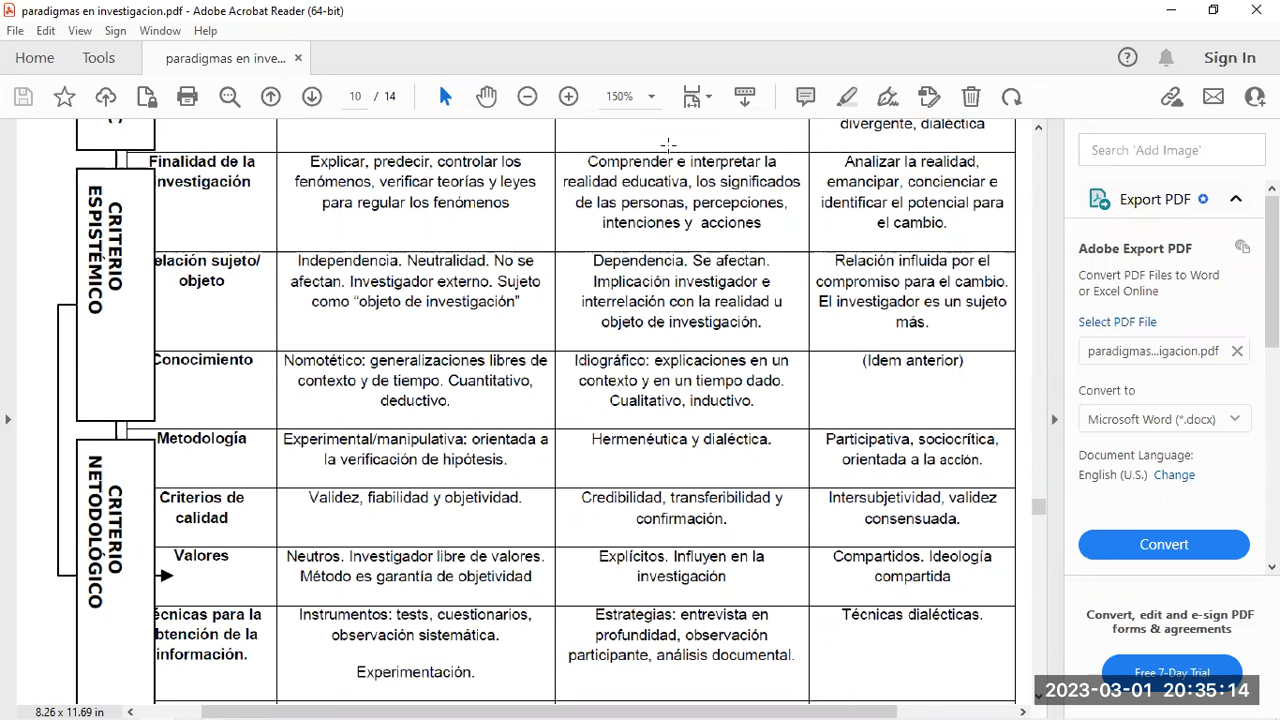 paradigmas en investigacion.pdf - Adobe Acrobat Reader (64-bit)
File Edit View Sign Window Help
Home Tools paradigmas en inve... × Sign In
10 / 14 150%
divergente, dialéctica
Finalidad de la
investigación
Explicar, predecir, controlar los
fenómenos, verificar teorías y leyes
para regular los fenómenos
Comprender e interpretar la
realidad educativa, los significados
de las personas, percepciones,
intenciones y acciones
Analizar la realidad,
emancipar, concienciar e
identificar el potencial para
el cambio.
CRITERIO
ESPISTÉMICO
elación sujeto/
objeto
Independencia. Neutralidad. No se
afectan. Investigador externo. Sujeto
como “objeto de investigación”
Dependencia. Se afectan.
Implicación investigador e
interrelación con la realidad u
objeto de investigación.
Relación influida por el
compromiso para el cambio.
El investigador es un sujeto
más.
Conocimiento
Nomotético: generalizaciones libres de
contexto y de tiempo. Cuantitativo,
deductivo.
Idiográfico: explicaciones en un
contexto y en un tiempo dado.
Cualitativo, inductivo.
(Idem anterior)
CRITERIO
NETODOLÓGICO
Metodología
Experimental/manipulativa: orientada a
la verificación de hipótesis.
Hermenéutica y dialéctica.
Participativa, sociocrítica,
orientada a la acción.
Criterios de
calidad
Validez, fiabilidad y objetividad.
Credibilidad, transferibilidad y
confirmación.
Intersubjetividad, validez
consensuada.
Valores
Neutros. Investigador libre de valores.
Método es garantía de objetividad
Explícitos. Influyen en la
investigación
Compartidos. Ideología
compartida
écnicas para la
btención de la
información.
Instrumentos: tests, cuestionarios,
observación sistemática.
Experimentación.
Estrategias: entrevista en
profundidad, observación
participante, análisis documental.
Técnicas dialécticas.
8.26 x 11.69 in
Search 'Add Image'
Export PDF
Adobe Export PDF
Convert PDF Files to Word
or Excel Online
Select PDF File
paradigmas...igacion.pdf
Convert to
Microsoft Word (*.docx)
Document Language:
English (U.S.) Change
Convert
Convert, edit and e-sign PDF
forms & agreements
Free 7-Day Trial
2023-03-01 20:35:14